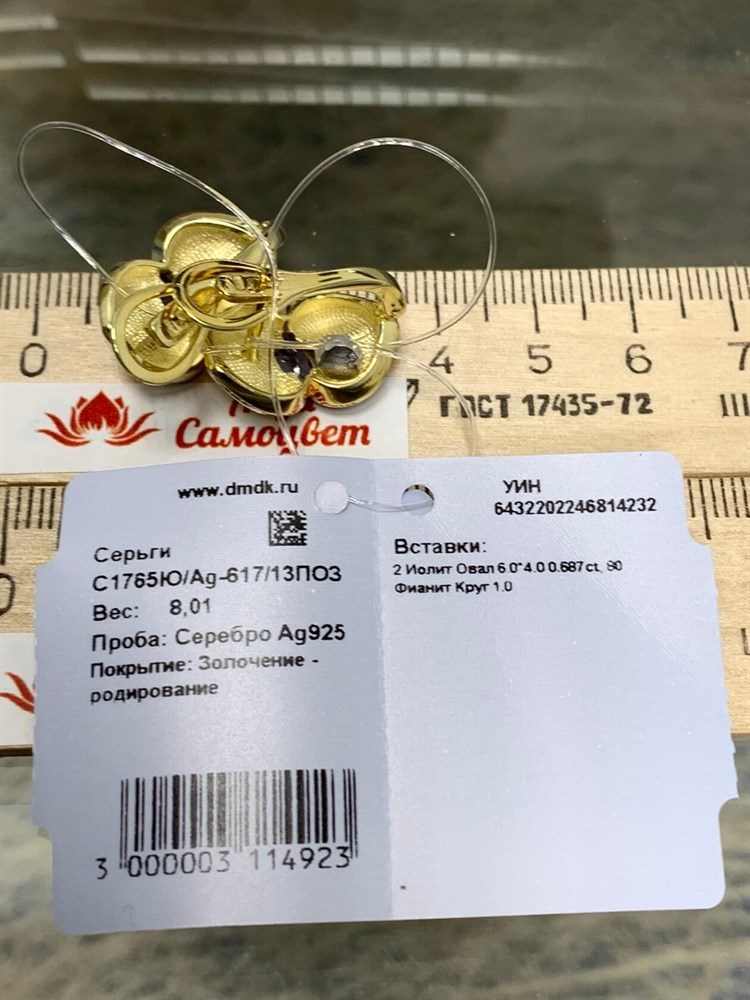 0 4 5 6 7
ГОСТ 17435-72
Самоцвет
www.dmdk.ru
Серьги
С1765Ю/Ag-617/13ПОЗ
Вес: 8,01
Проба: Серебро Ag925
Покрытие: Золочение -
родирование
3 000003 114923
УИН
6432202246814232
Вставки:
2 Иолит Овал 6.0*4.0 0.687ct, 80
Фианит Круг 1.0